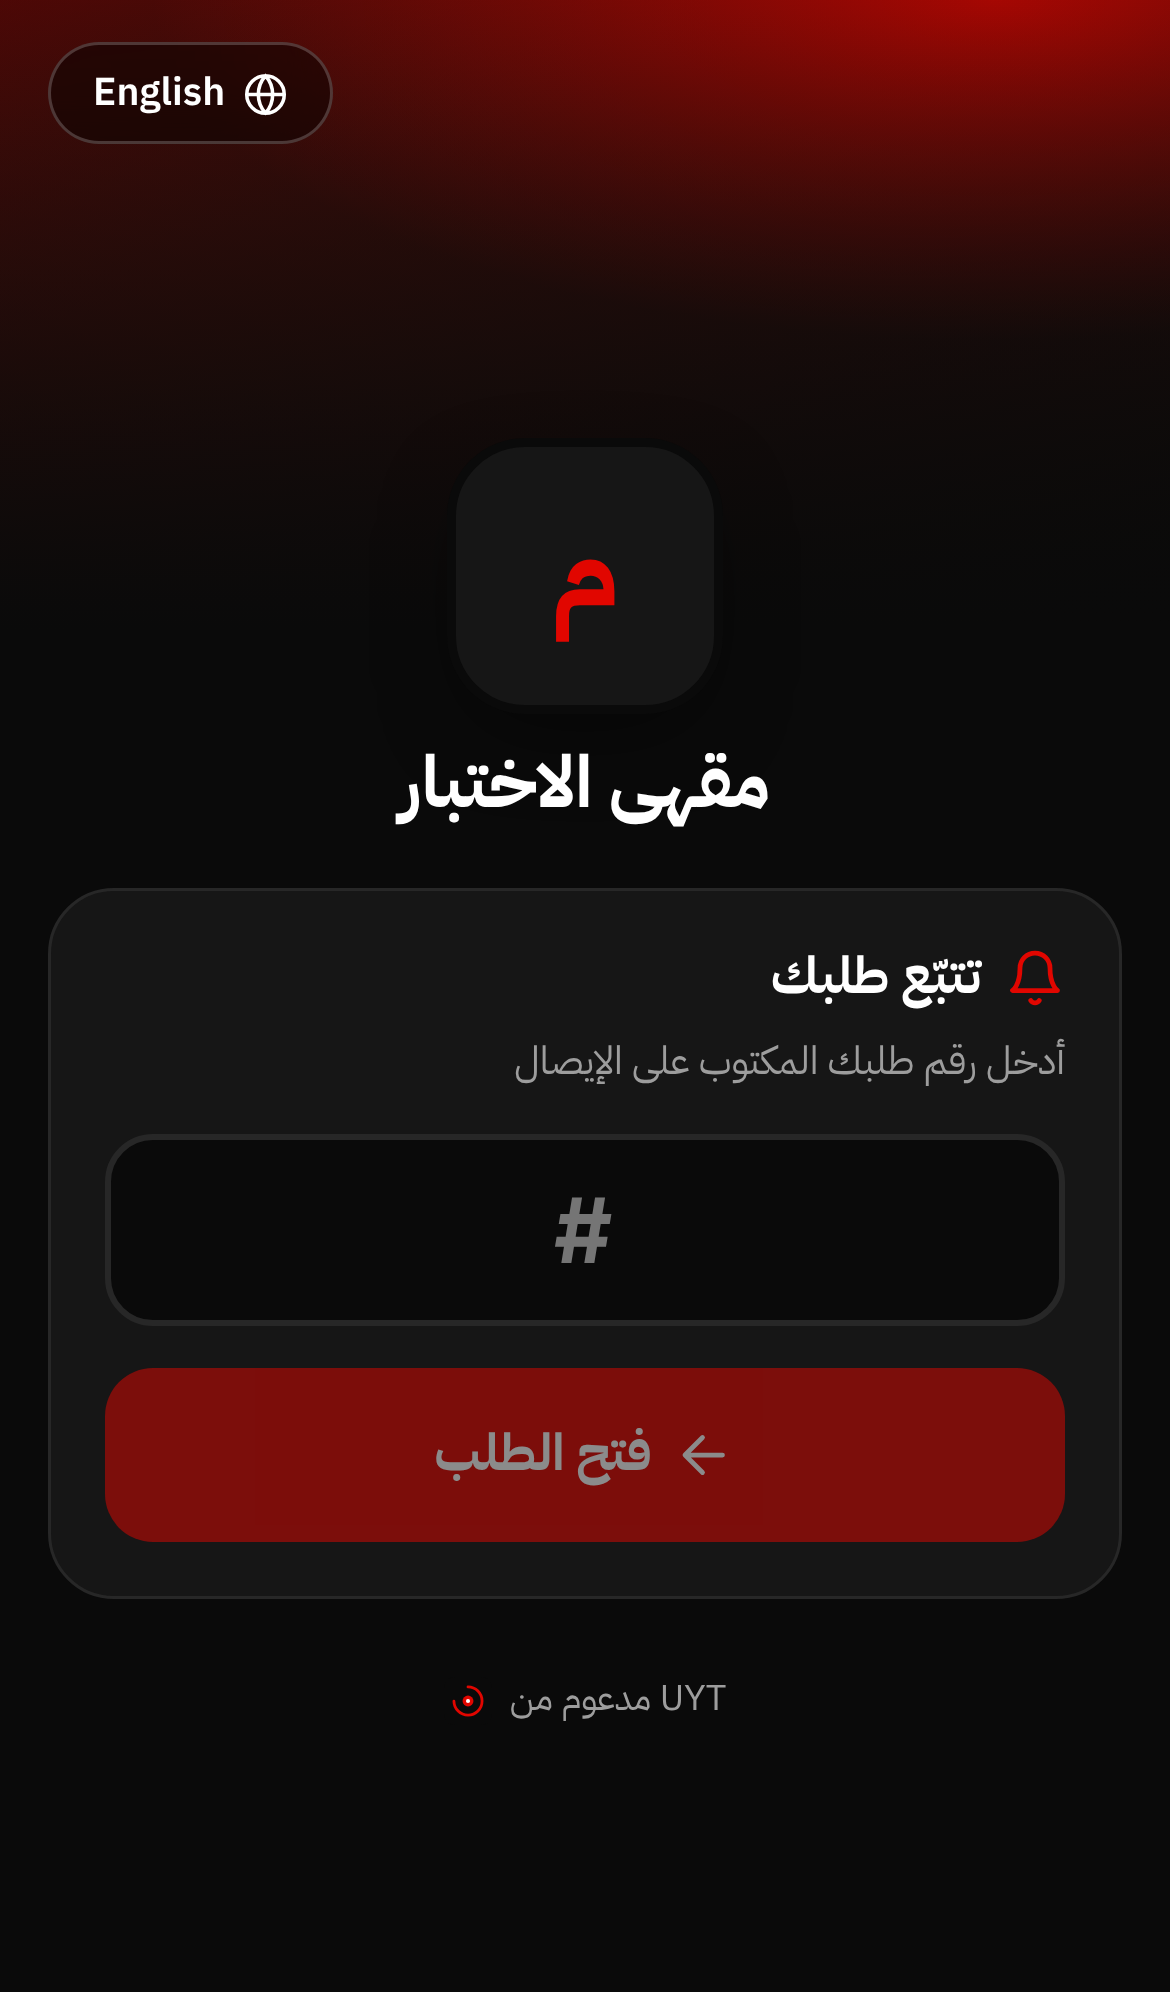 English
م
مقهى الاختبار
تتبّع طلبك
أدخل رقم طلبك المكتوب على الإيصال
#
فتح الطلب
UYT مدعوم من